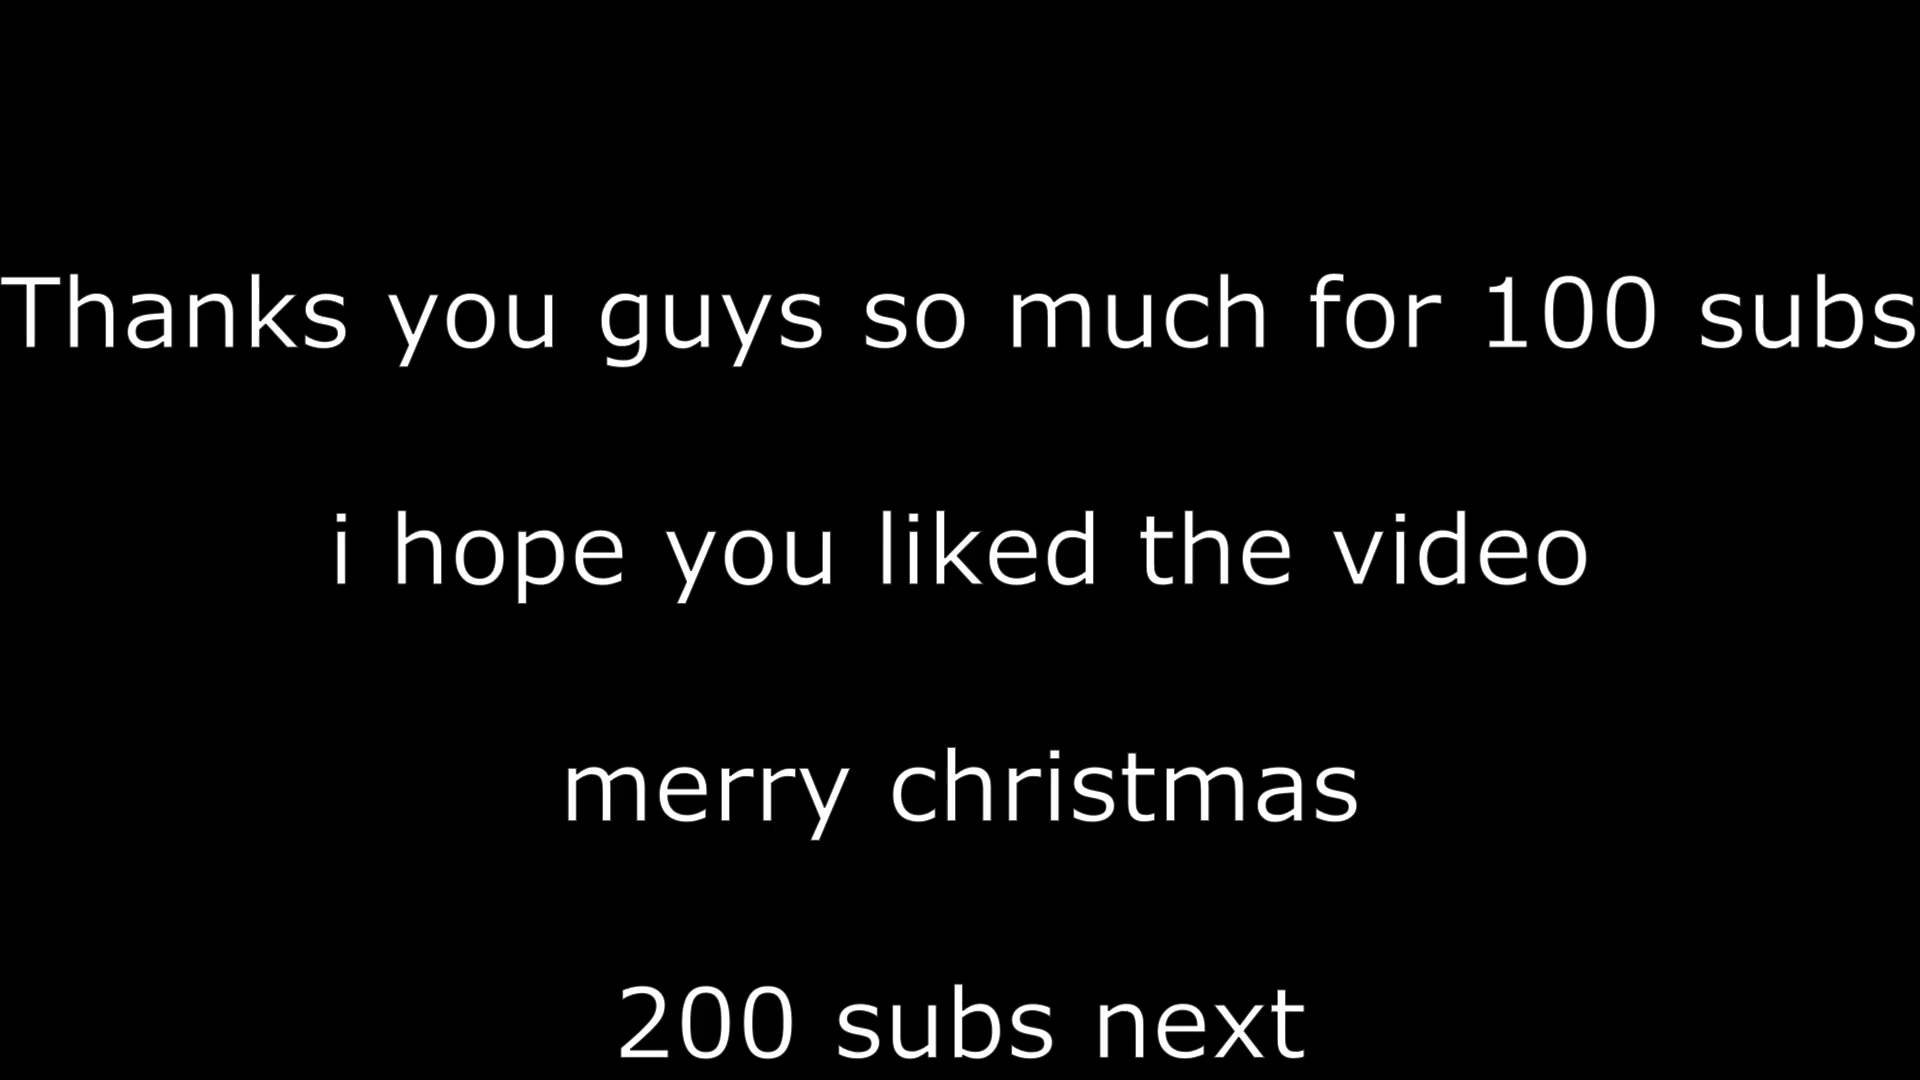 Thanks you guys so much for 100 subs
i hope you liked the video
merry christmas
200 subs next